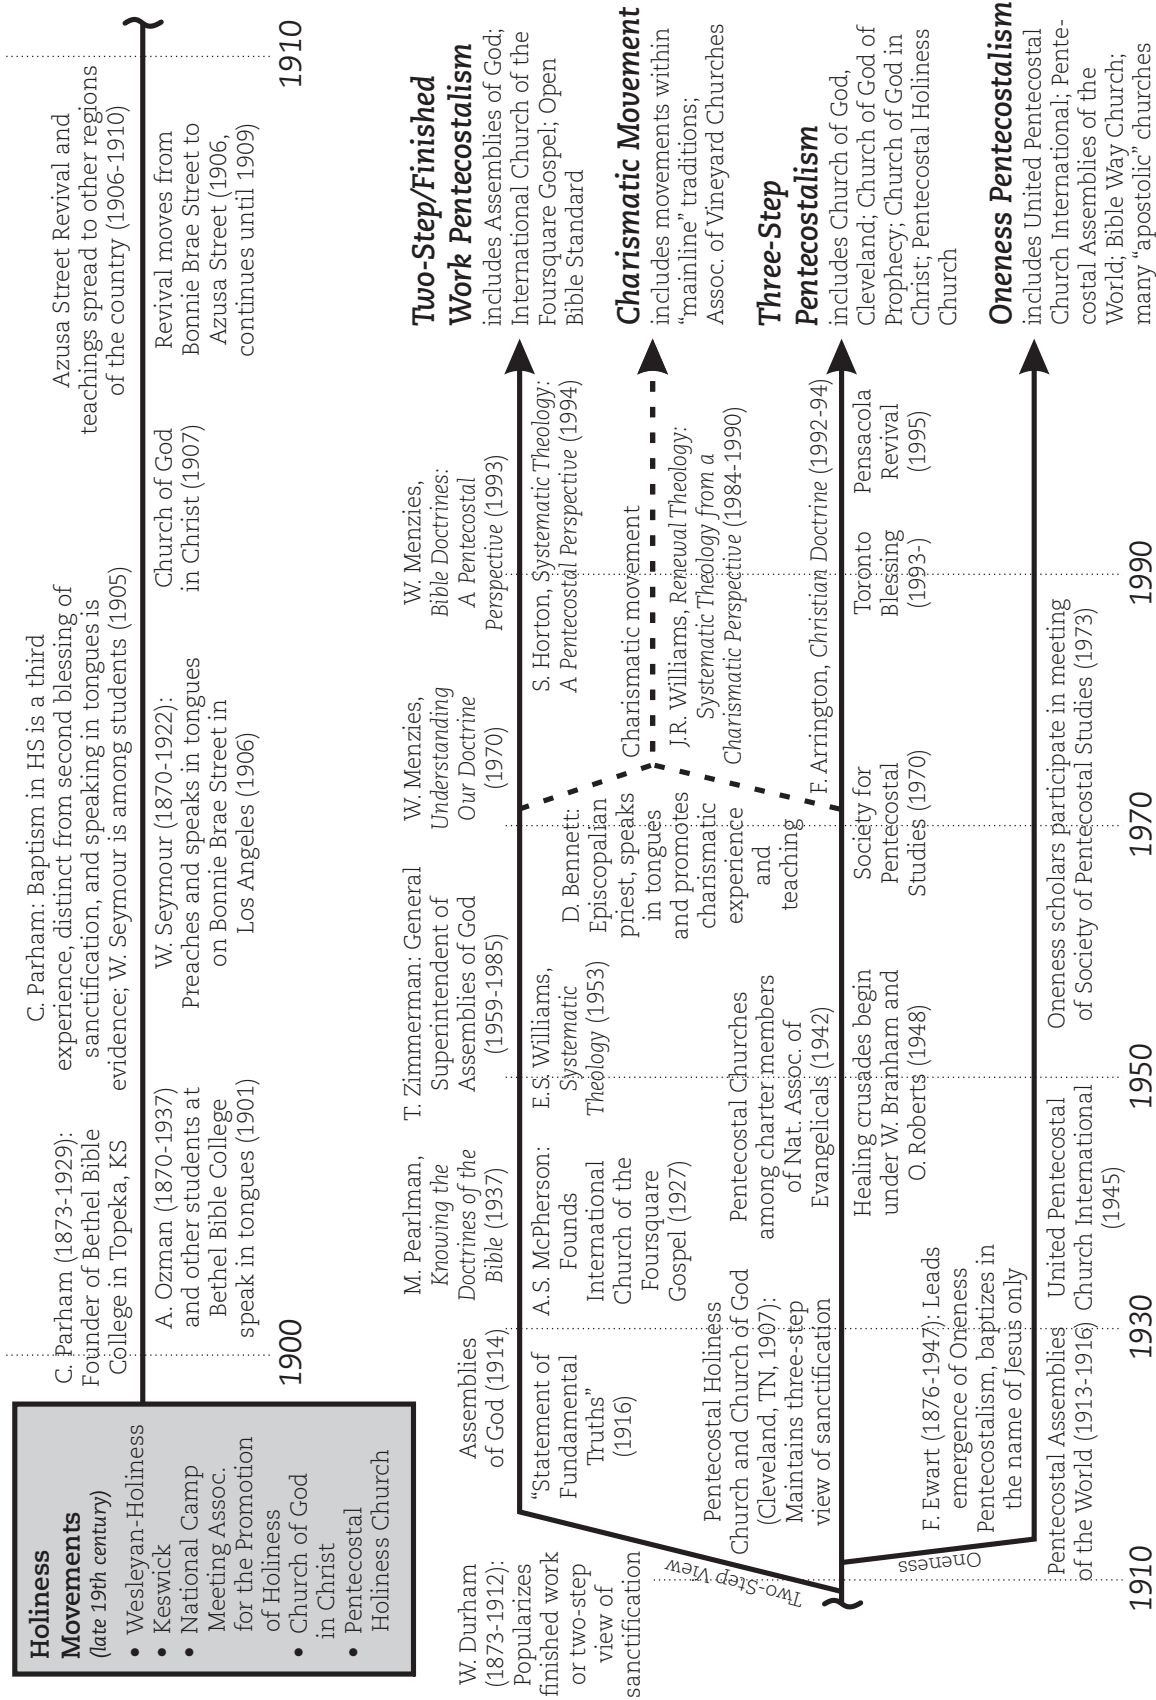 Holiness
Movements
(late 19th century)
• Wesleyan-Holiness
• Keswick
• National Camp
Meeting Assoc.
for the Promotion
of Holiness
• Church of God
in Christ
• Pentecostal
Holiness Church
C. Parham (1873-1929):
Founder of Bethel Bible
College in Topeka, KS
C. Parham: Baptism in HS is a third
experience, distinct from second blessing of
sanctification, and speaking in tongues is
evidence; W. Seymour is among students (1905)
Azusa Street Revival and
teachings spread to other regions
of the country (1906-1910)
A. Ozman (1870-1937)
and other students at
Bethel Bible College
speak in tongues (1901)
W. Seymour (1870-1922):
Preaches and speaks in tongues
on Bonnie Brae Street in
Los Angeles (1906)
Church of God
in Christ (1907)
Revival moves from
Bonnie Brae Street to
Azusa Street (1906,
continues until 1909)
1900
1910
W. Durham
(1873-1912):
Popularizes
finished work
or two-step
view of
sanctification
Assemblies
of God (1914)
M. Pearlman,
Knowing the
Doctrines of the
Bible (1937)
T. Zimmerman: General
Superintendent of
Assemblies of God
(1959-1985)
W. Menzies,
Understanding
Our Doctrine
(1970)
W. Menzies,
Bible Doctrines:
A Pentecostal
Perspective (1993)
Two-Step/Finished
Work Pentecostalism
includes Assemblies of God;
International Church of the
Foursquare Gospel; Open
Bible Standard
"Statement of
Fundamental
Truths"
(1916)
A.S. McPherson:
Founds
International
Church of the
Foursquare
Gospel (1927)
E.S. Williams,
Systematic
Theology (1953)
D. Bennett:
Episcopalian
priest, speaks
in tongues
and promotes
charismatic
experience
and
teaching
S. Horton, Systematic Theology:
A Pentecostal Perspective (1994)
Charismatic movement
J.R. Williams, Renewal Theology:
Systematic Theology from a
Charismatic Perspective (1984-1990)
Charismatic Movement
includes movements within
"mainline" traditions;
Assoc. of Vineyard Churches
Two-Step View
Pentecostal Holiness
Church and Church of God
(Cleveland, TN, 1907):
Maintains three-step
view of sanctification
Pentecostal Churches
among charter members
of Nat. Assoc. of
Evangelicals (1942)
F. Arrington, Christian Doctrine (1992-94)
Three-Step
Pentecostalism
includes Church of God,
Cleveland; Church of God of
Prophecy; Church of God in
Christ; Pentecostal Holiness
Church
Healing crusades begin
under W. Branham and
O. Roberts (1948)
Society for
Pentecostal
Studies (1970)
Toronto
Blessing
(1993-)
Pensacola
Revival
(1995)
Oneness
F. Ewart (1876-1947): Leads
emergence of Oneness
Pentecostalism, baptizes in
the name of Jesus only
Oneness Pentecostalism
includes United Pentecostal
Church International; Pente-
costal Assemblies of the
World; Bible Way Church;
many "apostolic" churches
Pentecostal Assemblies
of the World (1913-1916)
United Pentecostal
Church International
(1945)
Oneness scholars participate in meeting
of Society of Pentecostal Studies (1973)
1910
1930
1950
1970
1990